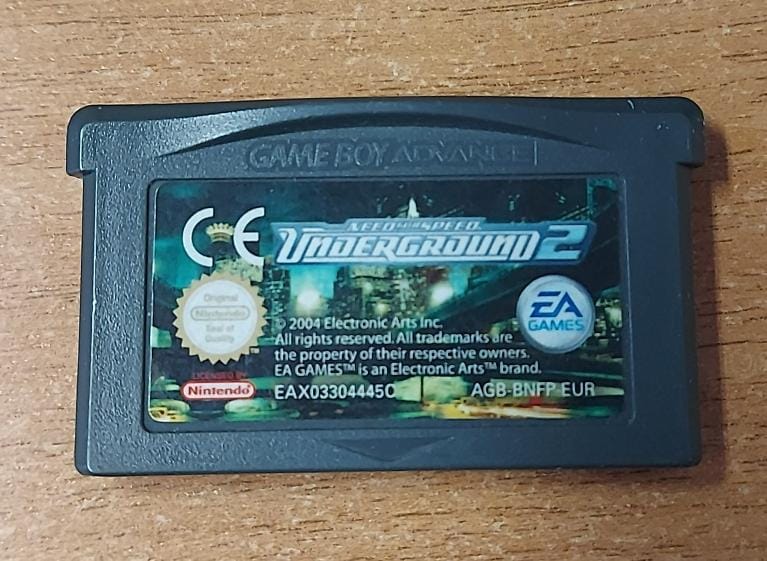 GAME BOY ADVANCE
CE
NEED FOR SPEED
UNDERGROUND 2
Original
Nintendo
Seal of
Quality
TM
EA
GAMES
© 2004 Electronic Arts Inc.
All rights reserved. All trademarks are
the property of their respective owners.
EA GAMES™ is an Electronic Arts™ brand.
LICENSED BY
Nintendo
EAX03304445C
AGB-BNFP-EUR